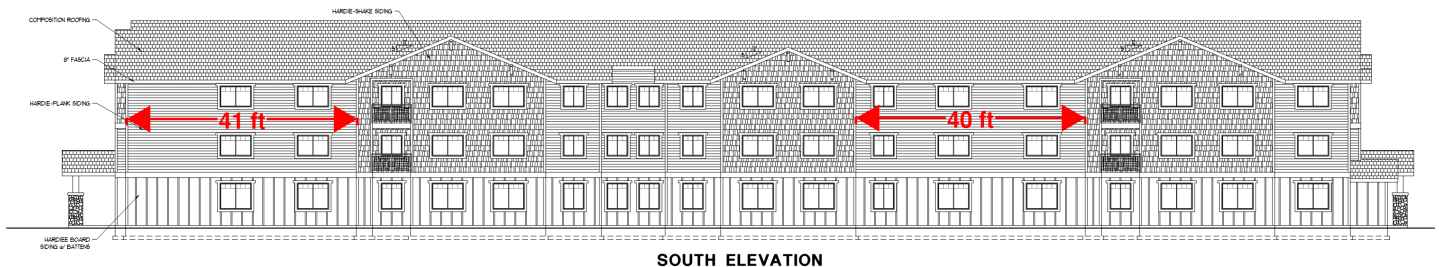 HARDIE-SHAKE SIDING
COMPOSITION ROOFING
8" FASCIA
HARDIE-PLANK SIDING
41 ft
40 ft
HARDIEE BOARD
SIDING w/ BATTENS
SOUTH ELEVATION